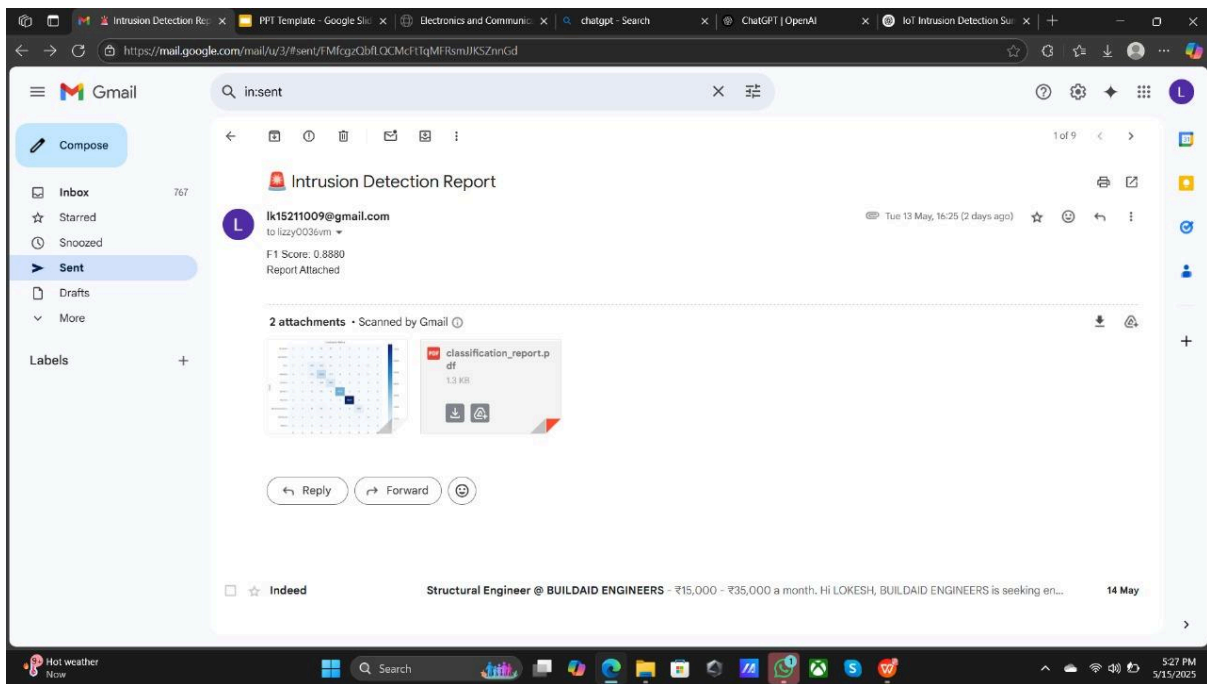 Intrusion Detection Rep
PPT Template - Google Slid
Electronics and Communic
chatgpt - Search
ChatGPT | OpenAI
IoT Intrusion Detection Sur
https://mail.google.com/mail/u/3/#sent/FMfcgzQbfLQCMcFtTqMFRsmJJKSZnnGd
Gmail
in:sent
L
Compose
1 of 9
Inbox 767
Starred
Snoozed
Sent
Drafts
More
Labels
Intrusion Detection Report
L
lk15211009@gmail.com
Tue 13 May, 16:25 (2 days ago)
to lizzy0036vm
F1 Score: 0.8880
Report Attached
2 attachments • Scanned by Gmail
PDF classification_report.p
df
1.3 KB
Reply
Forward
Indeed Structural Engineer @ BUILDAID ENGINEERS - ₹15,000 - ₹35,000 a month. Hi LOKESH, BUILDAID ENGINEERS is seeking en... 14 May
Hot weather
Now
Search
5:27 PM
5/15/2025